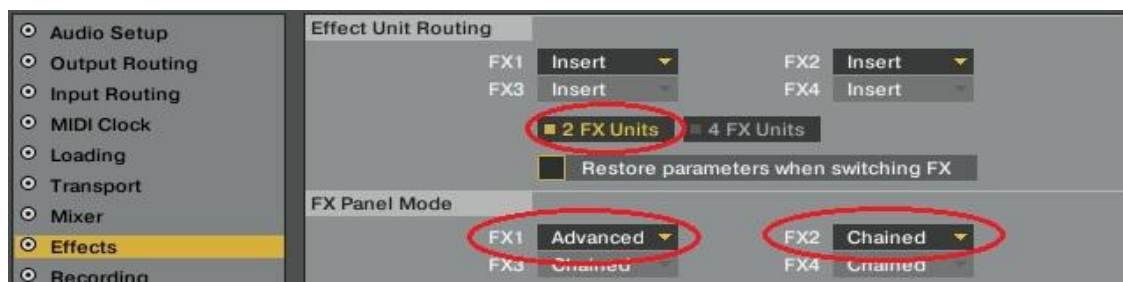 Audio Setup
Output Routing
Input Routing
MIDI Clock
Loading
Transport
Mixer
Effects
Recording
Effect Unit Routing
FX1 Insert FX2 Insert
FX3 Insert FX4 Insert
2 FX Units 4 FX Units
Restore parameters when switching FX
FX Panel Mode
FX1 Advanced FX2 Chained
FX3 Chained FX4 Chained